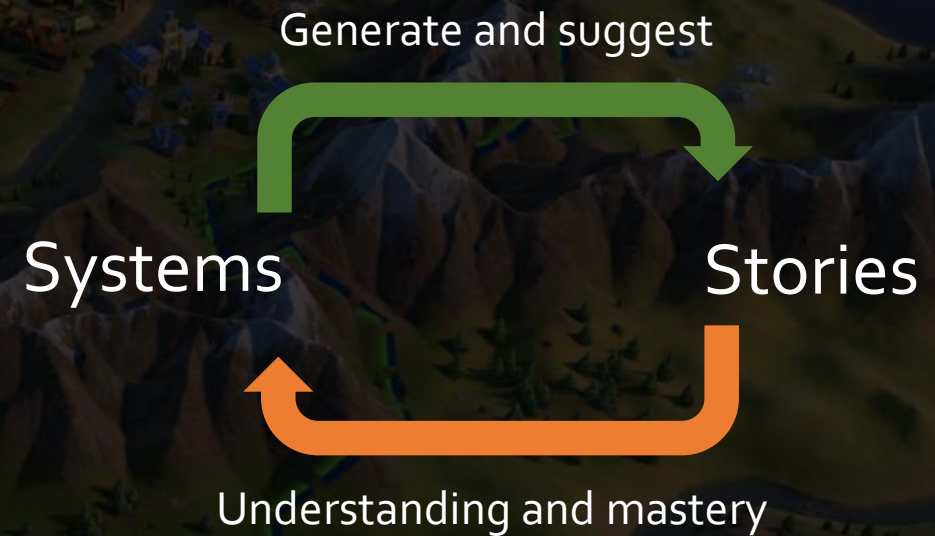 Generate and suggest
Systems
Stories
Understanding and mastery